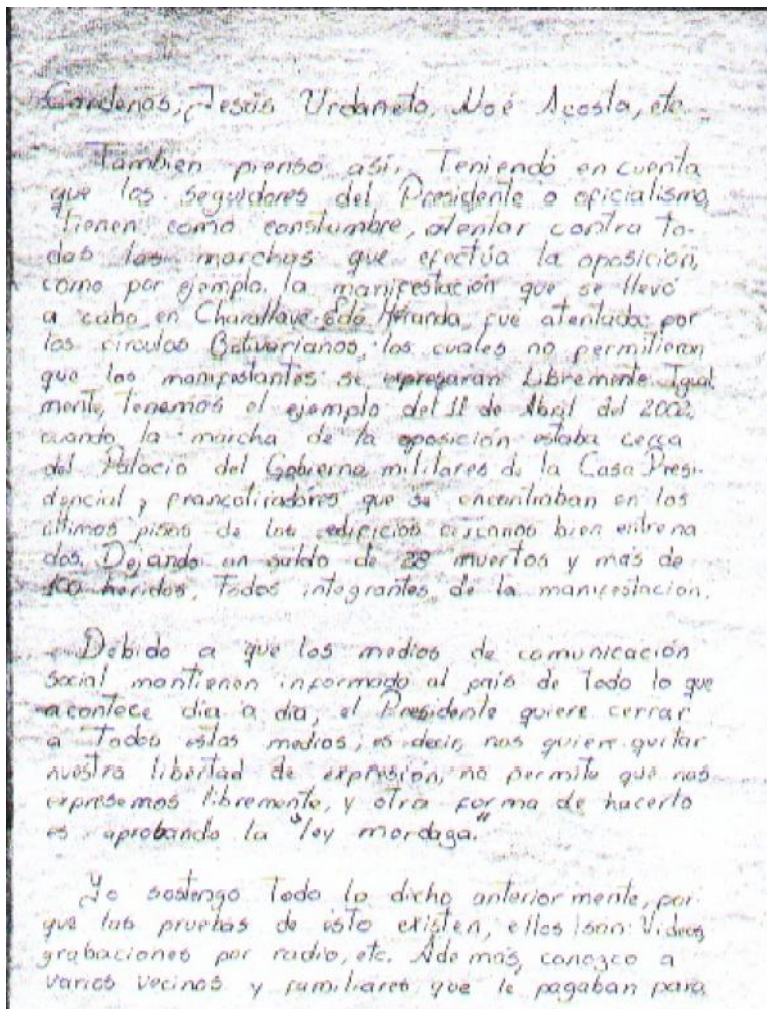 Cardenas, Jesús Urdaneta, Noé Acosta, etc.
También pienso así. Teniendo en cuenta
que los seguidores del Presidente o oficialismo,
tienen como constumbre, atentar contra to-
das las marchas que efectúa la oposición,
como por ejemplo, la manifestación que se llevó
a cabo en Charallave-Edo Miranda, fué atentada por
los círculos Bolivarianos, los cuales no permitieron
que los manifestantes se expresaran libremente. Igual
mente, tenemos el ejemplo del 11 de Abril del 2002,
cuando la marcha de la oposición estaba cerca
del Palacio del Gobierno, militares de la Casa Presi-
dencial y francotiradores que se encontraban en los
últimos pisos de los edificios cercanos bien entrena
dos. Dejando un saldo de 28 muertos y más de
100 heridos, todos integrantes de la manifestación.
Debido a que los medios de comunicación
social mantienen informado al país de todo lo que
acontece día a día, el Presidente quiere cerrar
a todos estos medios, es decir, nos quiere quitar
nuestra libertad de expresión, no permite que nos
expresemos libremente, y otra forma de hacerlo
es aprobando la "ley mordaga."
Yo sostengo todo lo dicho anteriormente, por
que las pruebas de esto existen, ellos son: Videos,
grabaciones por radio, etc. Ademas, conozco a
varios vecinos y familiares que le pagaban para